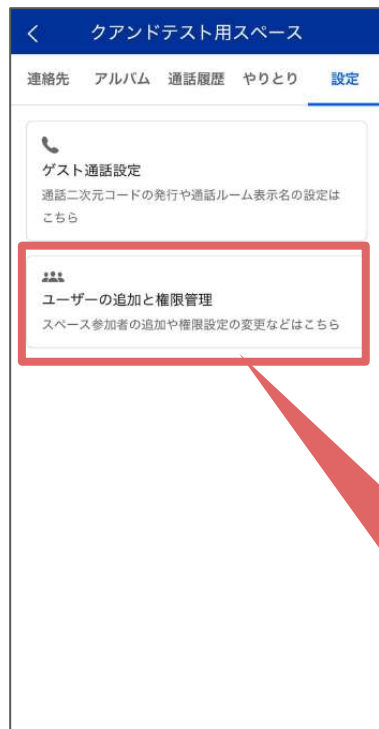 クアンドテスト用スペース
連絡先 アルバム 通話履歴 やりとり 設定
ゲスト通話設定
通話二次元コードの発行や通話ルーム表示名の設定は
こちら
ユーザーの追加と権限管理
スペース参加者の追加や権限設定の変更などはこちら